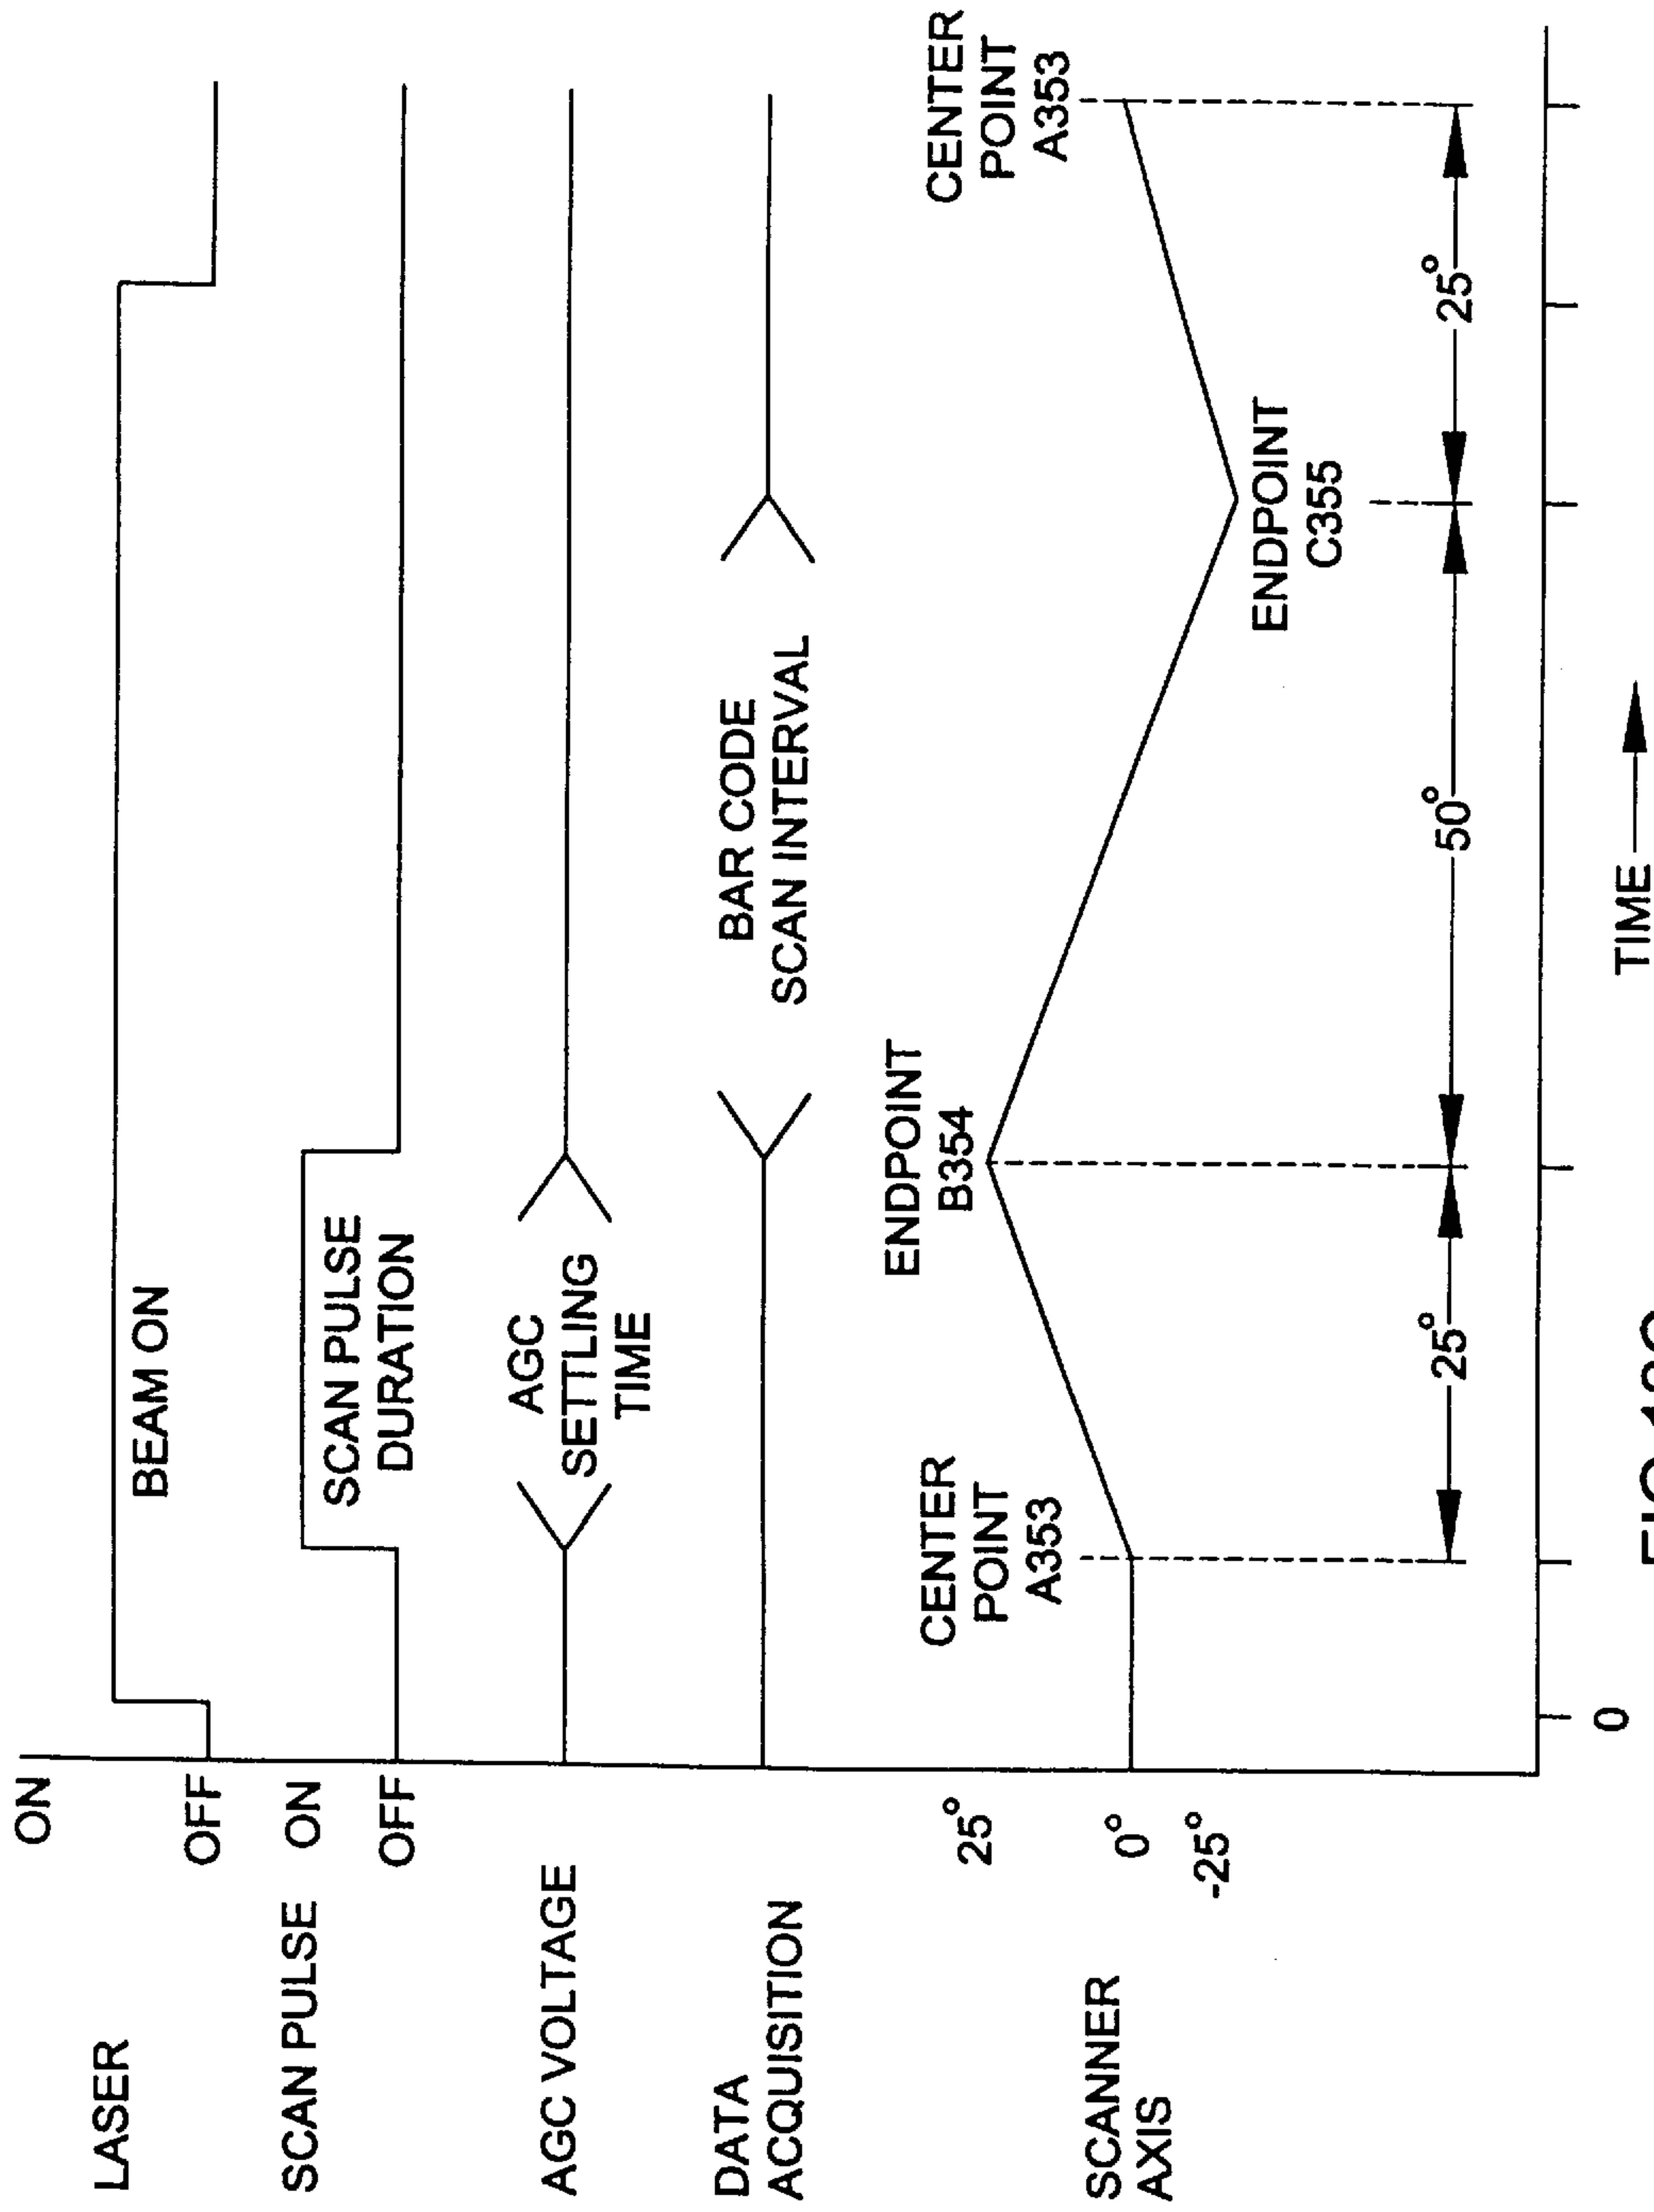 LASER
ON
OFF
BEAM ON
SCAN PULSE
ON
OFF
SCAN PULSE
DURATION
AGC VOLTAGE
AGC
SETTLING
TIME
DATA
ACQUISITION
BAR CODE
SCAN INTERVAL
SCANNER
AXIS
25°
0°
-25°
CENTER
POINT
A353
ENDPOINT
B354
ENDPOINT
C355
CENTER
POINT
A353
25°
50°
25°
0
TIME